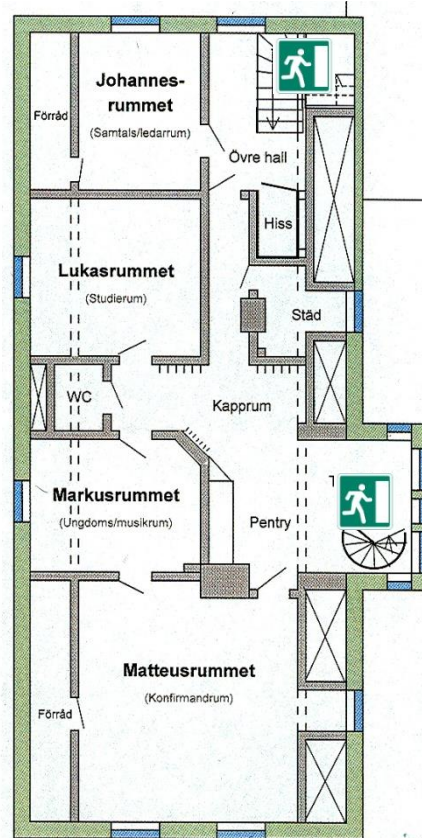 Johannes-
rummet
(Samtals/ledarrum)
Förråd
Övre hall
Hiss
Lukasrummet
(Studierum)
Städ
WC
Kapprum
Markusrummet
(Ungdoms/musikrum)
Pentry
Matteusrummet
(Konfirmandrum)
Förråd